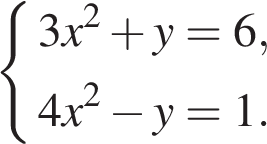 3x² + y = 6,
4x² − y = 1.